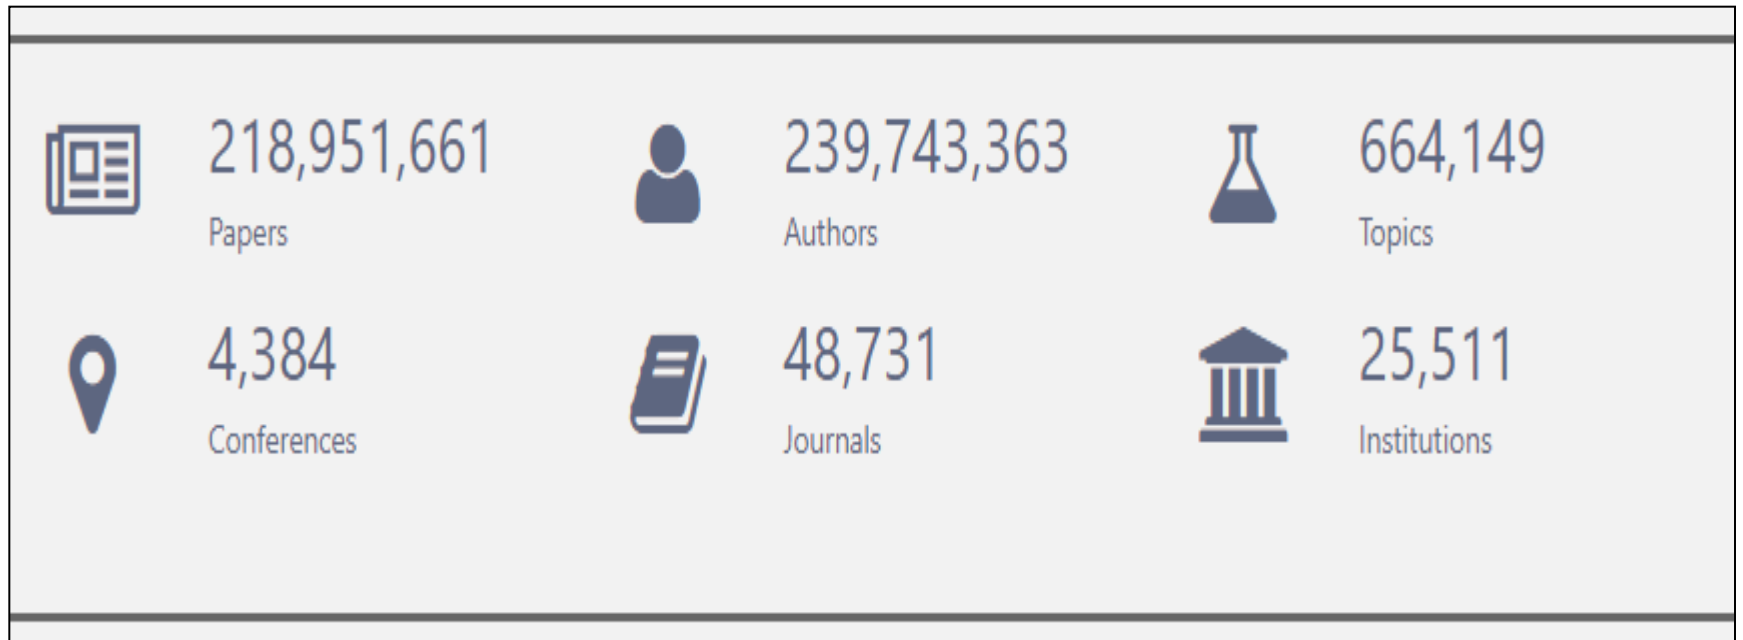 218,951,661
Papers
239,743,363
Authors
664,149
Topics
4,384
Conferences
48,731
Journals
25,511
Institutions